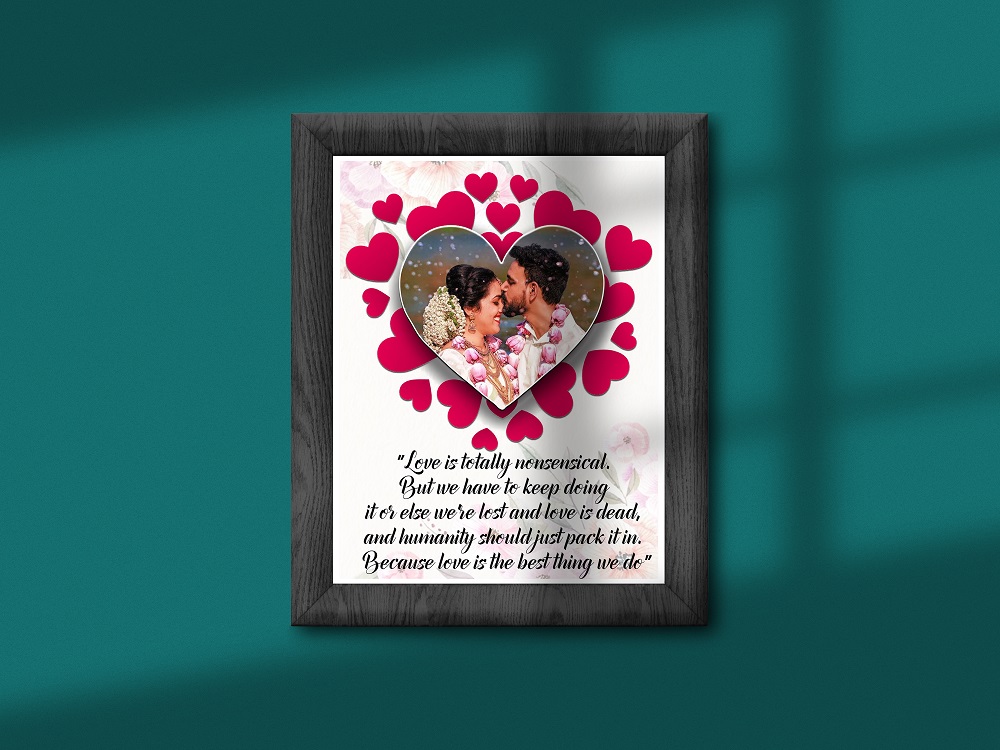 "Love is totally nonsensical.
But we have to keep doing
it or else we're lost and love is dead,
and humanity should just pack it in.
Because love is the best thing we do"